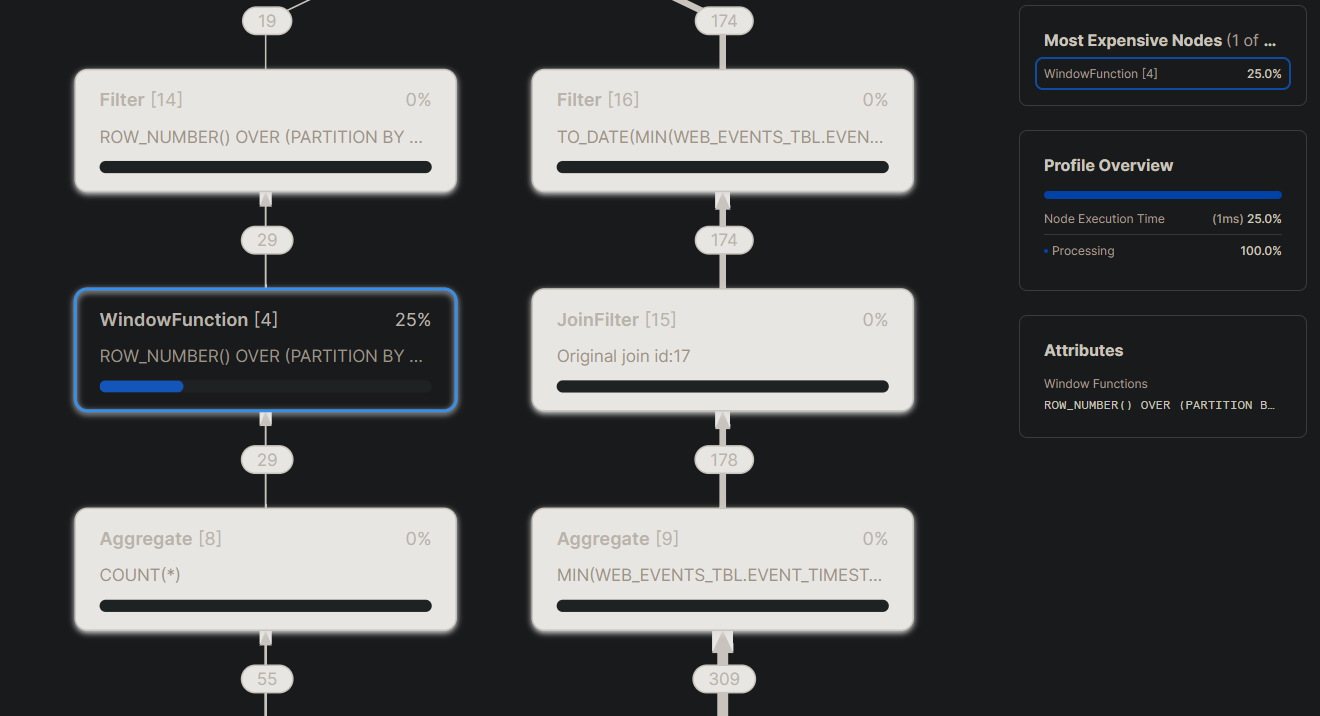 19
174
Filter [14] 0%
ROW_NUMBER() OVER (PARTITION BY ...
Filter [16] 0%
TO_DATE(MIN(WEB_EVENTS_TBL.EVEN...
29
174
WindowFunction [4] 25%
ROW_NUMBER() OVER (PARTITION BY ...
JoinFilter [15] 0%
Original join id:17
29
178
Aggregate [8] 0%
COUNT(*)
Aggregate [9] 0%
MIN(WEB_EVENTS_TBL.EVENT_TIMEST...
55
309
Most Expensive Nodes (1 of ...
WindowFunction [4] 25.0%
Profile Overview
Node Execution Time (1ms) 25.0%
Processing 100.0%
Attributes
Window Functions
ROW_NUMBER() OVER (PARTITION B...